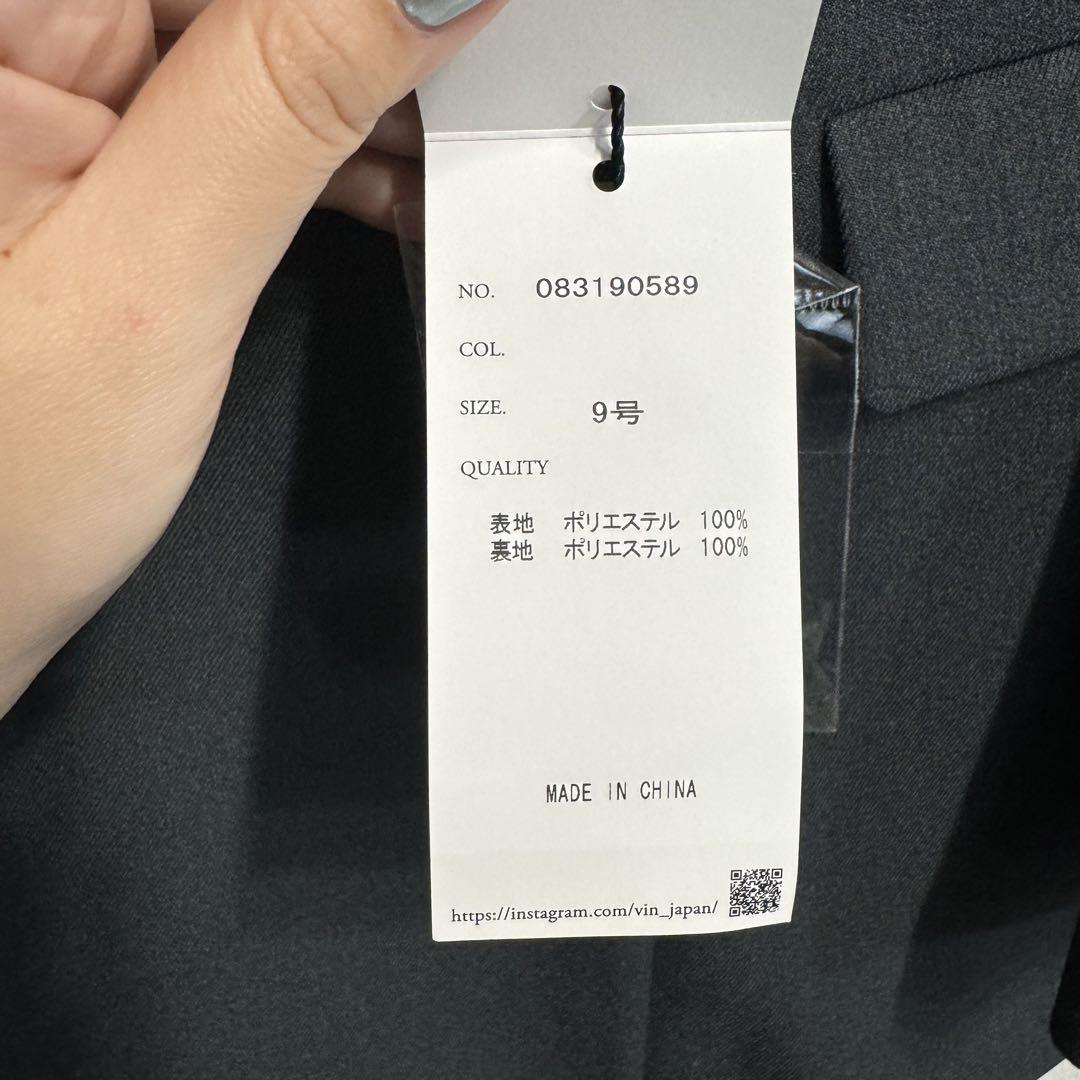 NO. 083190589
COL.
SIZE. 9号
QUALITY
表地 ポリエステル 100%
裏地 ポリエステル 100%
MADE IN CHINA
https://instagram.com/vin_japan/